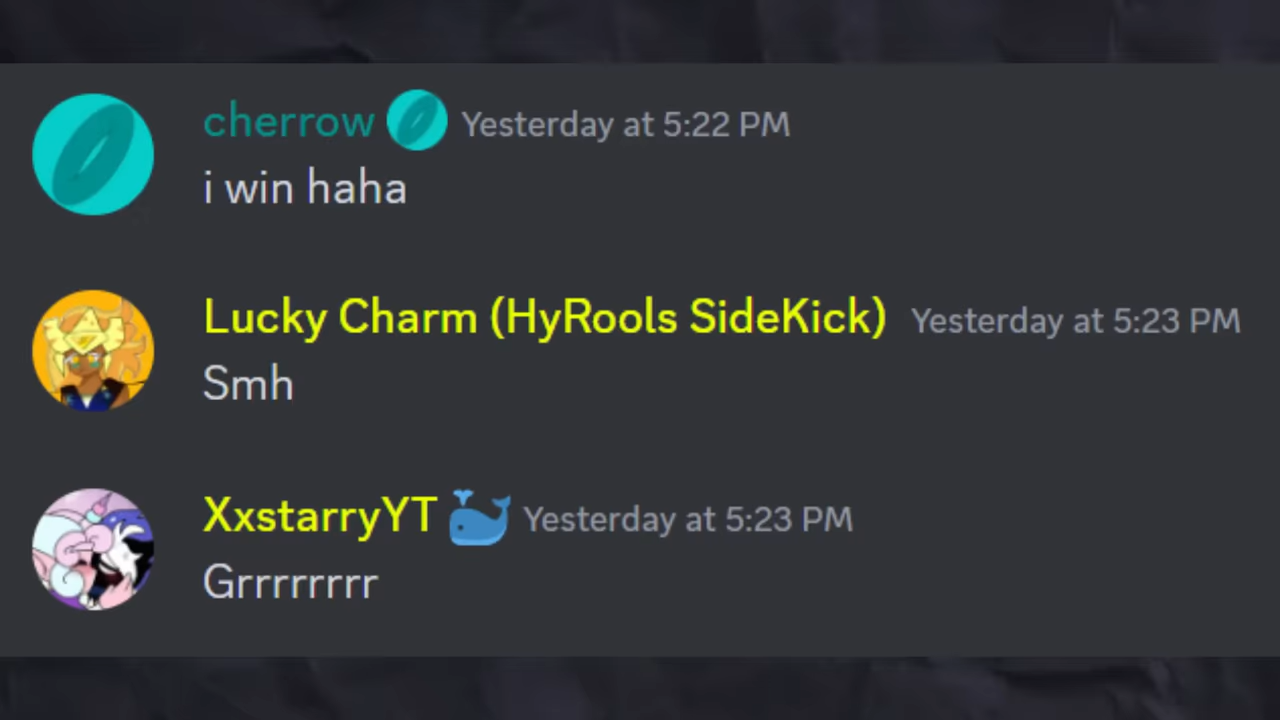 cherrow Yesterday at 5:22 PM
i win haha
Lucky Charm (HyRools SideKick) Yesterday at 5:23 PM
Smh
XxstarryYT 🐳 Yesterday at 5:23 PM
Grrrrrrrr